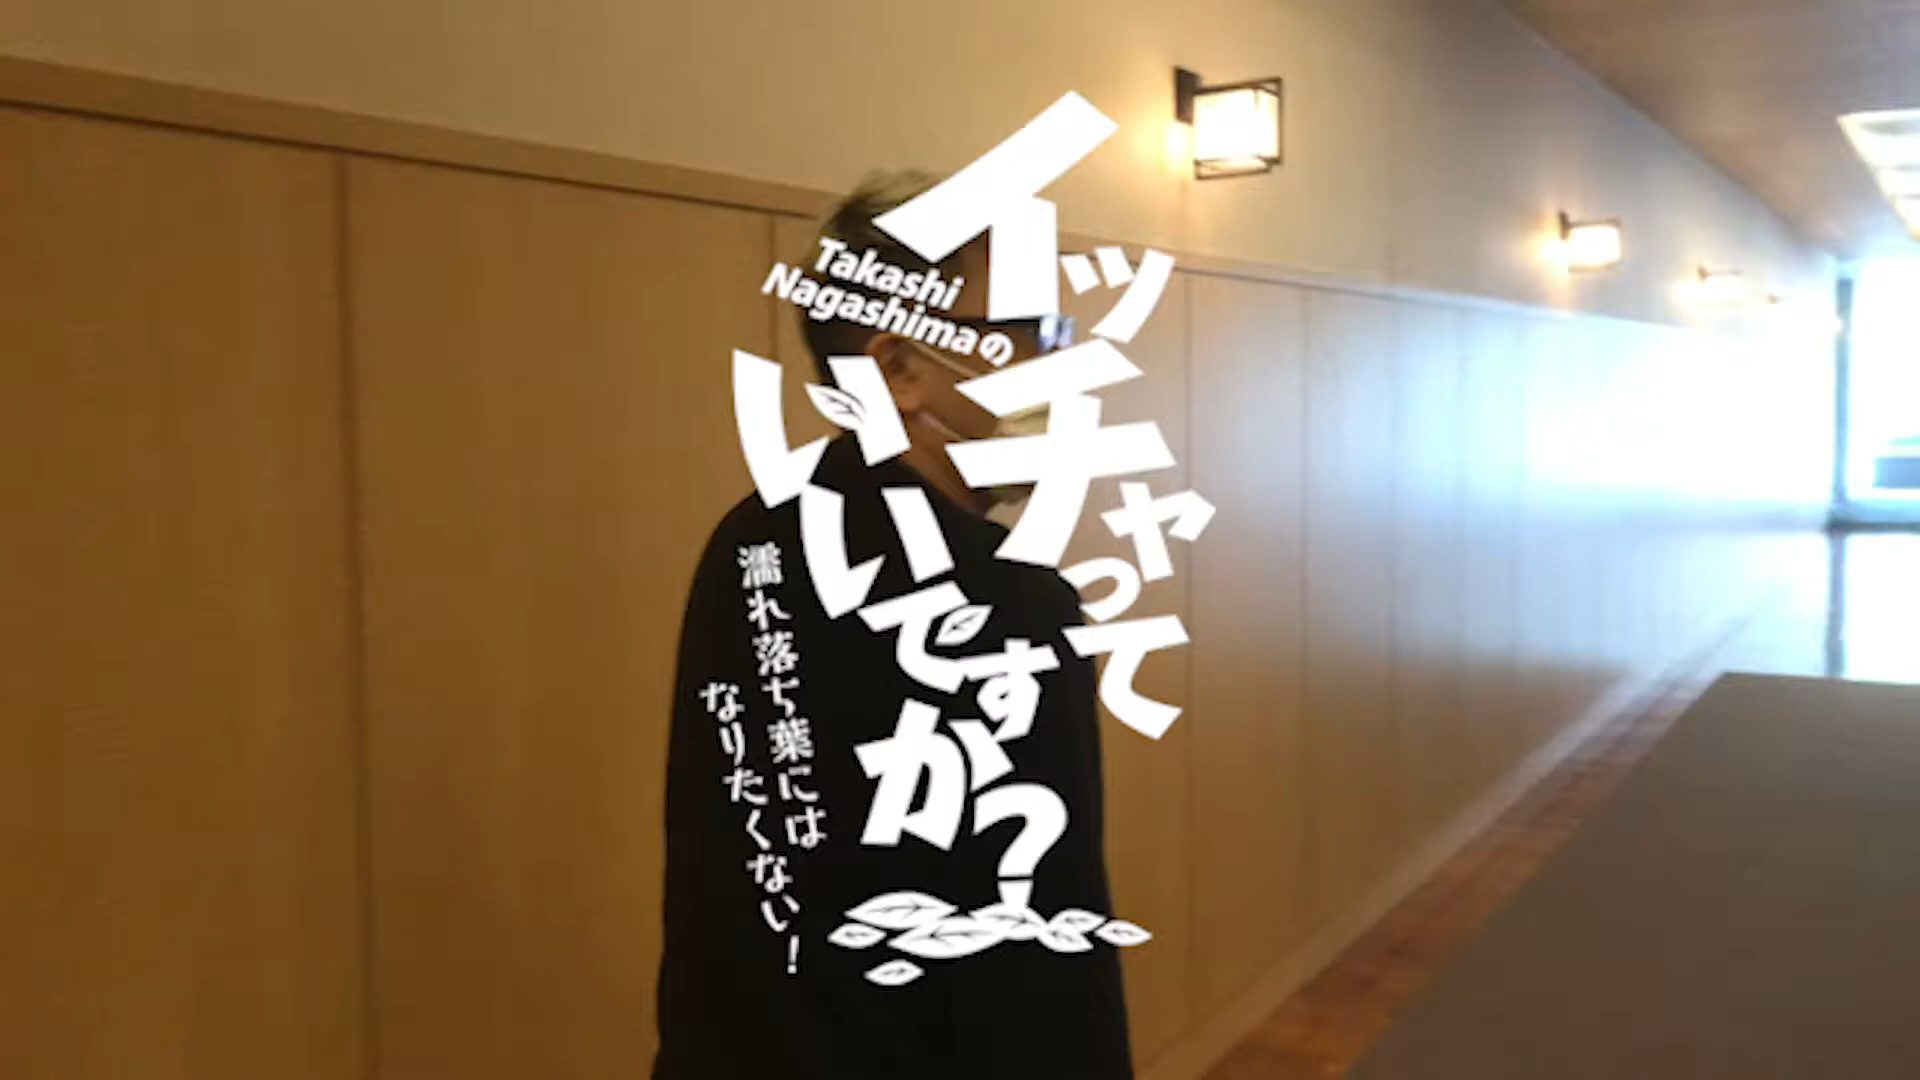 Takashi
Nagashimaの
イッチャって
いいですか?
濡れ落ち葉には
なりたくない!